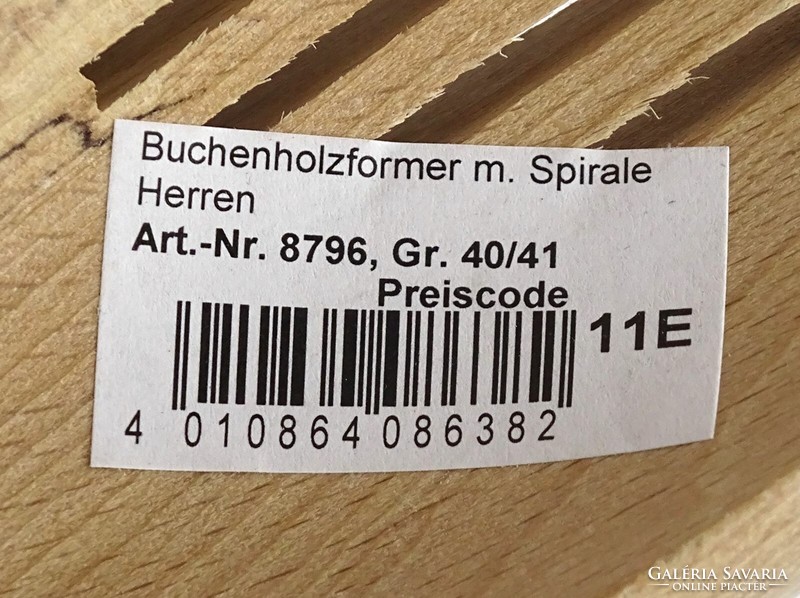 Buchenholzformer m. Spirale
Herren
Art.-Nr. 8796, Gr. 40/41
Preiscode
11E
4 010864 086382
GALÉRIA SAVARIA
ONLINE PIACTÉR